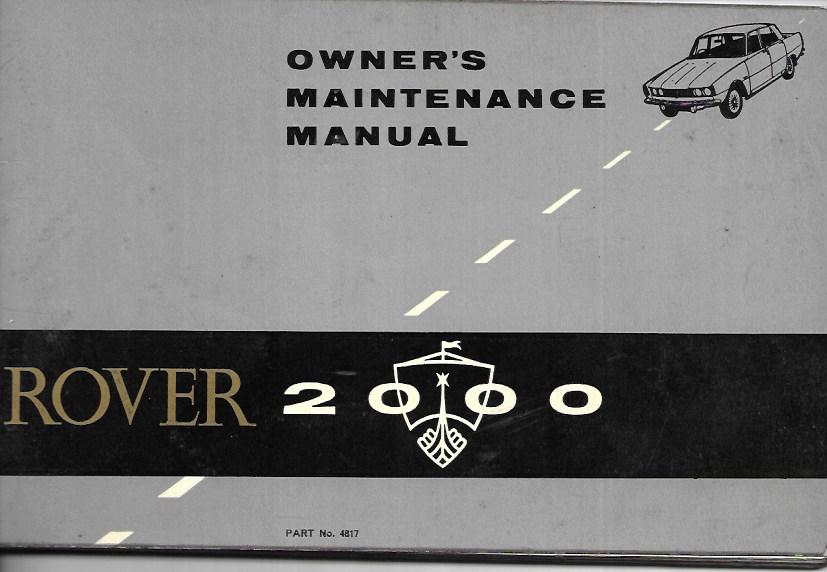 OWNER'S
MAINTENANCE
MANUAL
ROVER 2000
PART No. 4817